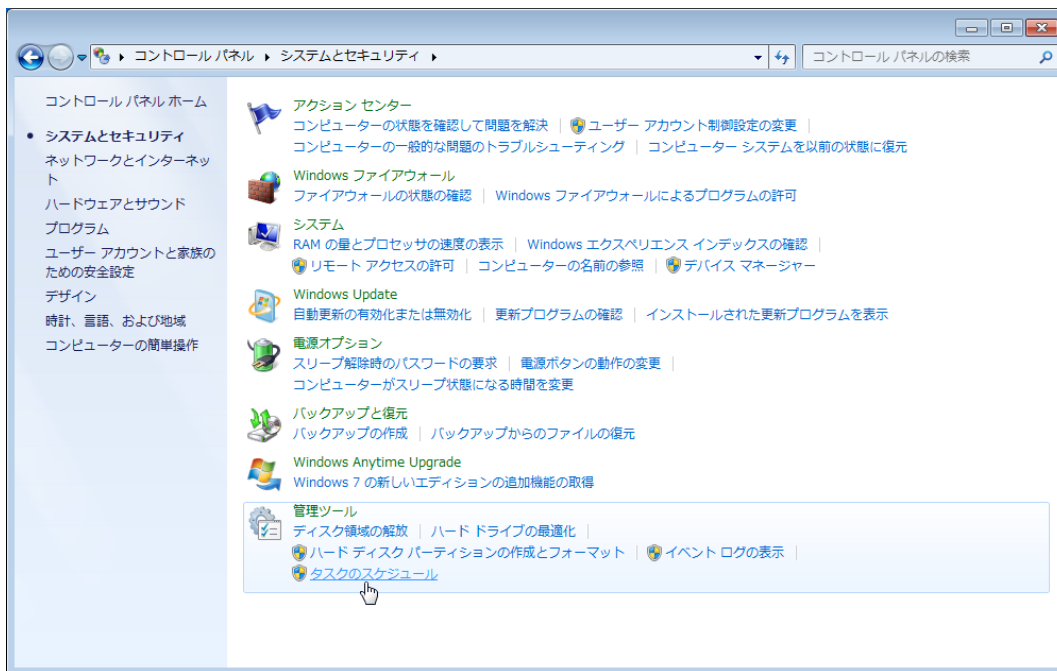 コントロール パネル システムとセキュリティ コントロール パネルの検索
コントロール パネル ホーム
システムとセキュリティ
ネットワークとインターネッ
ト
ハードウェアとサウンド
プログラム
ユーザー アカウントと家族の
ための安全設定
デザイン
時計、言語、および地域
コンピューターの簡単操作
アクション センター
コンピューターの状態を確認して問題を解決 ユーザー アカウント制御設定の変更
コンピューターの一般的な問題のトラブルシューティング コンピューター システムを以前の状態に復元
Windows ファイアウォール
ファイアウォールの状態の確認 Windows ファイアウォールによるプログラムの許可
システム
RAM の量とプロセッサの速度の表示 Windows エクスペリエンス インデックスの確認
リモート アクセスの許可 コンピューターの名前の参照 デバイス マネージャー
Windows Update
自動更新の有効化または無効化 更新プログラムの確認 インストールされた更新プログラムを表示
電源オプション
スリープ解除時のパスワードの要求 電源ボタンの動作の変更
コンピューターがスリープ状態になる時間を変更
バックアップと復元
バックアップの作成 バックアップからのファイルの復元
Windows Anytime Upgrade
Windows 7 の新しいエディションの追加機能の取得
管理ツール
ディスク領域の解放 ハード ドライブの最適化
ハード ディスク パーティションの作成とフォーマット イベント ログの表示
タスクのスケジュール